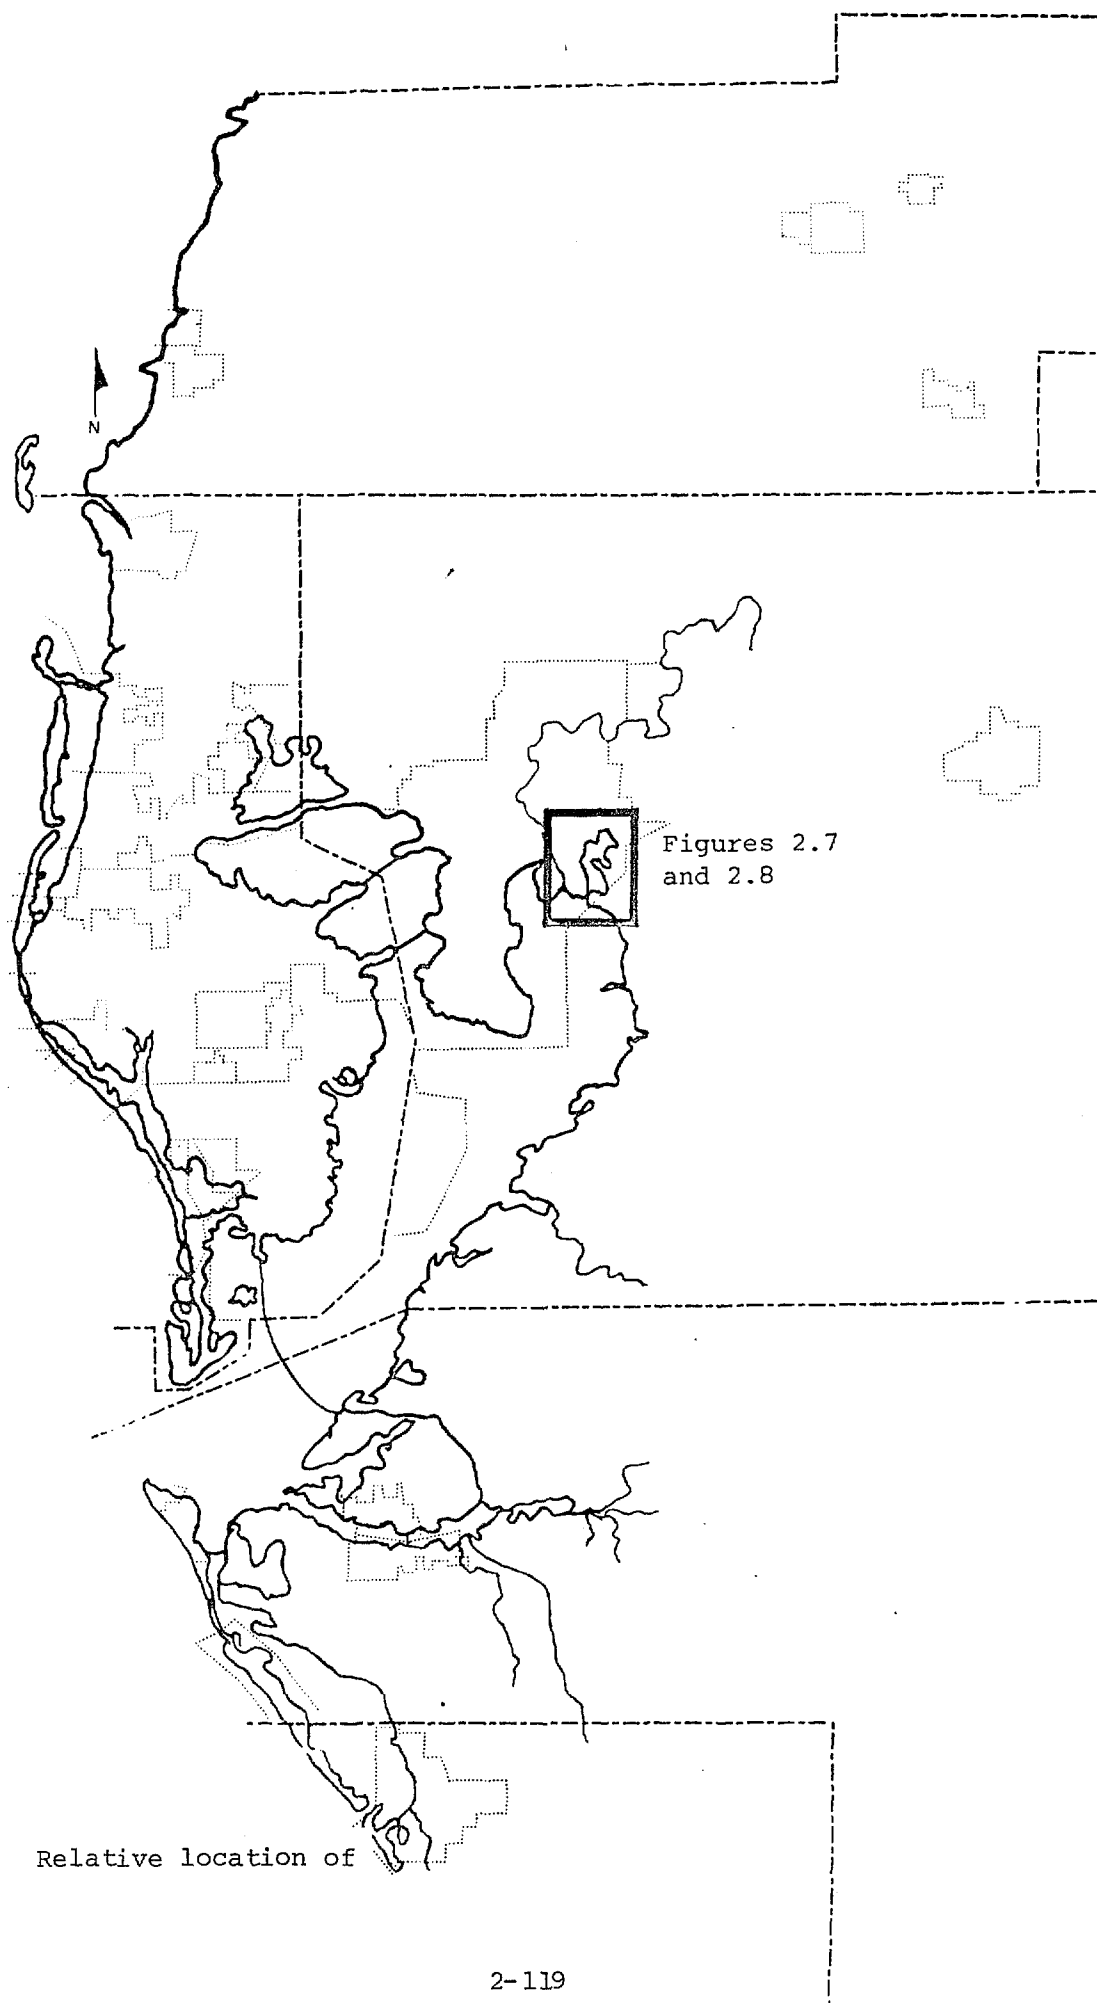 N
Figures 2.7
and 2.8
Relative location of
2-119